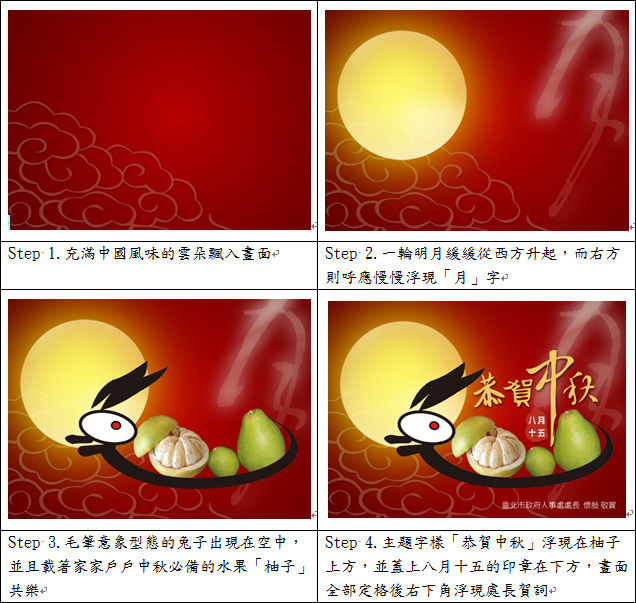 月
Step 1.充滿中國風味的雲朵飄入畫面
Step 2.一輪明月緩緩從西方升起，而右方
則呼應慢慢浮現「月」字
月
恭賀中秋
八月
十五
臺北市政府人事處處長 懷敍 敬賀
Step 3.毛筆意象型態的兔子出現在空中，
並且載著家家戶戶中秋必備的水果「柚子」
共樂
Step 4.主題字樣「恭賀中秋」浮現在柚子
上方，並蓋上八月十五的印章在下方，畫面
全部定格後右下角浮現處長賀詞